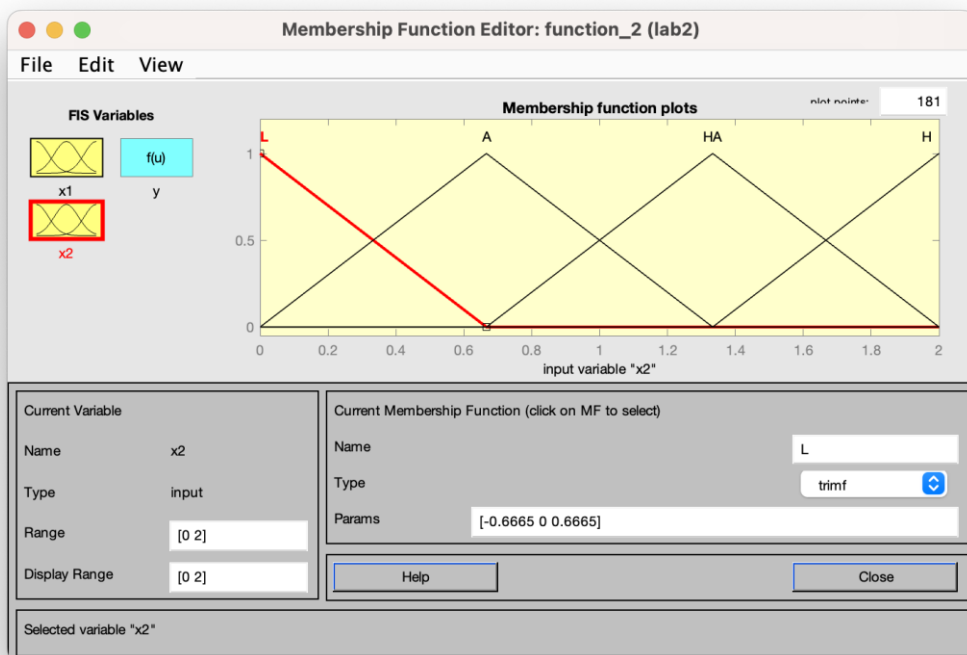 Membership Function Editor: function_2 (lab2)
File Edit View
FIS Variables
f(u)
x1
y
x2
Membership function plots
plot points:
181
L
A
HA
H
1
0.5
0
0 0.2 0.4 0.6 0.8 1 1.2 1.4 1.6 1.8 2
input variable "x2"
Current Variable
Name x2
Type input
Range [0 2]
Display Range [0 2]
Current Membership Function (click on MF to select)
Name L
Type trimf
Params [-0.6665 0 0.6665]
Help
Close
Selected variable "x2"